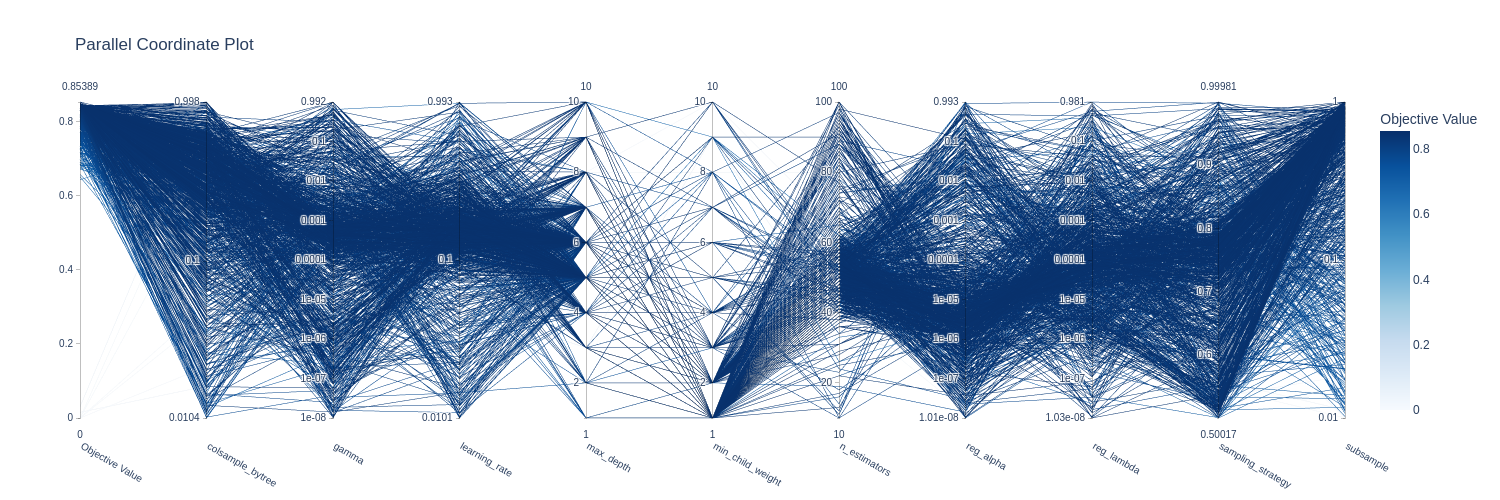 Parallel Coordinate Plot
0.85389 10 10 100 0.99981
0.998 0.992 0.993 10 10 100 0.993 0.981 1
Objective Value
0.8 0.1 0.1 0.1 0.8
8 8 80 0.01 0.01 0.9
0.6 0.001 0.001 0.001 0.8 0.6
6 6 60
0.4 0.1 0.0001 0.1 0.0001 0.0001 0.1 0.4
1e-05 1e-05 1e-05 0.7
4 4 40
0.2 1e-06 1e-06 1e-06 0.6 0.2
1e-07 2 2 20 1e-07 1e-07
0 0.0104 1e-08 0.0101 1.01e-08 1.03e-08 0.01 0
0 1 1 10 0.50017
Objective Value
colsample_bytree
gamma
learning_rate
max_depth
min_child_weight
n_estimators
reg_alpha
reg_lambda
sampling_strategy
subsample
0.01